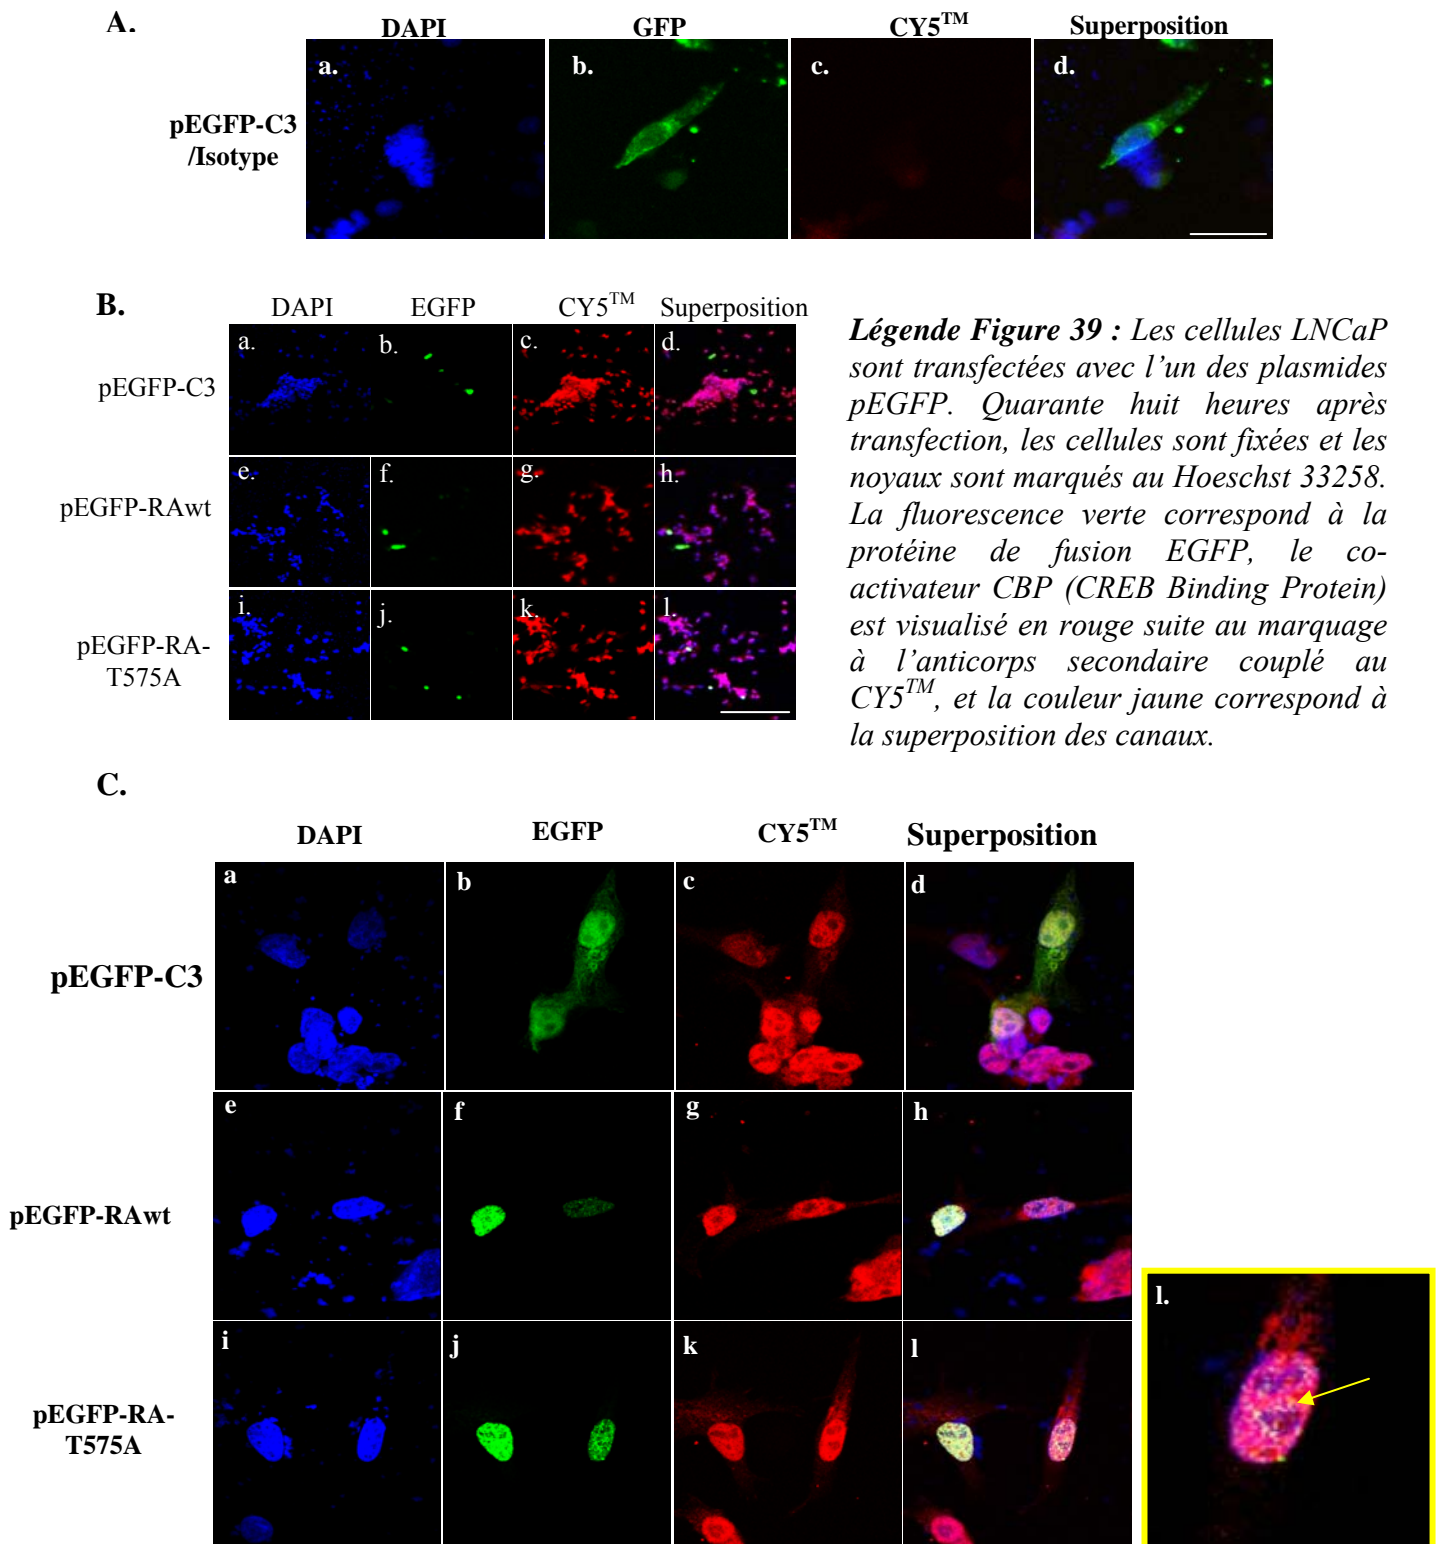 A.
DAPI GFP CY5TM Superposition
a. b. c. d.
pEGFP-C3
/Isotype
B.
DAPI EGFP CY5TM Superposition
a. b. c. d.
pEGFP-C3
e. f. g. h.
pEGFP-RAwt
i. j. k. l.
pEGFP-RA-
T575A
Légende Figure 39 : Les cellules LNCaP
sont transfectées avec l'un des plasmides
pEGFP. Quarante huit heures après
transfection, les cellules sont fixées et les
noyaux sont marqués au Hoeschst 33258.
La fluorescence verte correspond à la
protéine de fusion EGFP, le co-
activateur CBP (CREB Binding Protein)
est visualisé en rouge suite au marquage
à l'anticorps secondaire couplé au
CY5TM, et la couleur jaune correspond à
la superposition des canaux.
C.
DAPI EGFP CY5TM Superposition
a b c d
pEGFP-C3
e f g h
pEGFP-RAwt
i j k l
pEGFP-RA-
T575A
l.